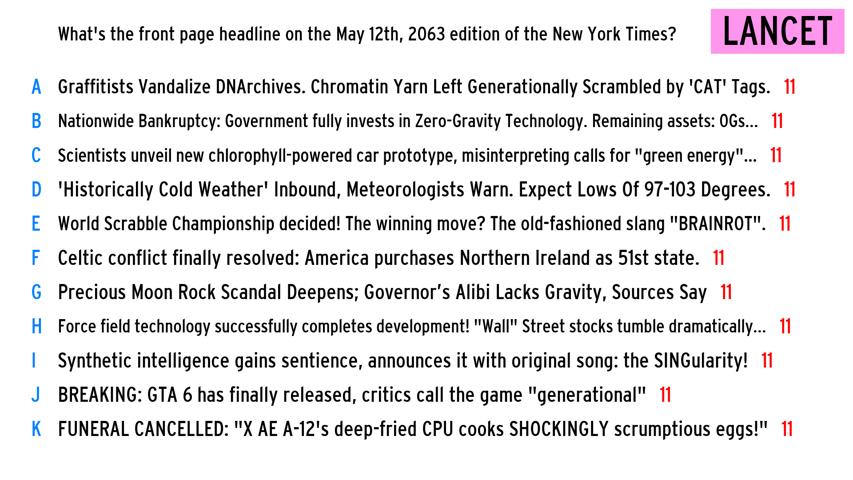 What's the front page headline on the May 12th, 2063 edition of the New York Times?
LANCET
A Graffitists Vandalize DNArchives. Chromatin Yarn Left Generationally Scrambled by 'CAT' Tags. 11
B Nationwide Bankruptcy: Government fully invests in Zero-Gravity Technology. Remaining assets: 0Gs... 11
C Scientists unveil new chlorophyll-powered car prototype, misinterpreting calls for "green energy"... 11
D 'Historically Cold Weather' Inbound, Meteorologists Warn. Expect Lows Of 97-103 Degrees. 11
E World Scrabble Championship decided! The winning move? The old-fashioned slang "BRAINROT". 11
F Celtic conflict finally resolved: America purchases Northern Ireland as 51st state. 11
G Precious Moon Rock Scandal Deepens; Governor’s Alibi Lacks Gravity, Sources Say 11
H Force field technology successfully completes development! "Wall" Street stocks tumble dramatically... 11
I Synthetic intelligence gains sentience, announces it with original song: the SINGularity! 11
J BREAKING: GTA 6 has finally released, critics call the game "generational" 11
K FUNERAL CANCELLED: "X AE A-12's deep-fried CPU cooks SHOCKINGLY scrumptious eggs!" 11